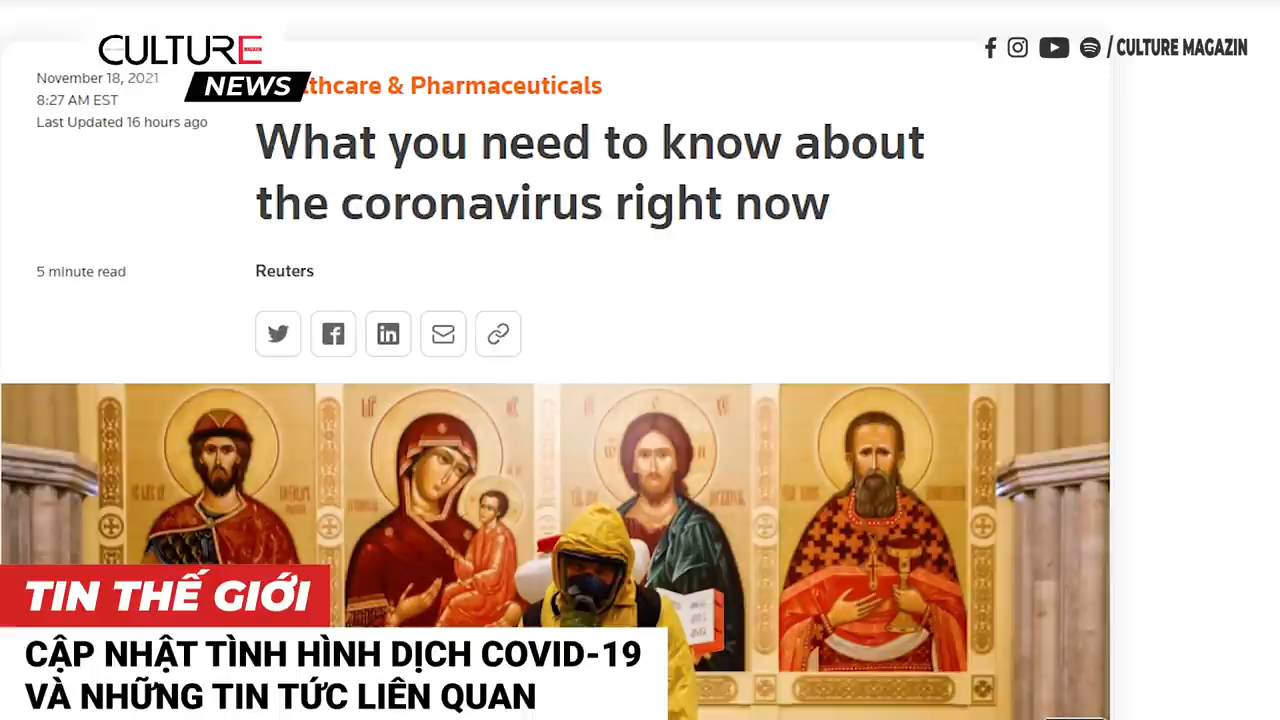 CULTURE
NEWS
/ CULTURE MAGAZIN
November 18, 2021
8:27 AM EST
Last Updated 16 hours ago
thcare & Pharmaceuticals
What you need to know about
the coronavirus right now
5 minute read
Reuters
TIN THẾ GIỚI
CẬP NHẬT TÌNH HÌNH DỊCH COVID-19
VÀ NHỮNG TIN TỨC LIÊN QUAN